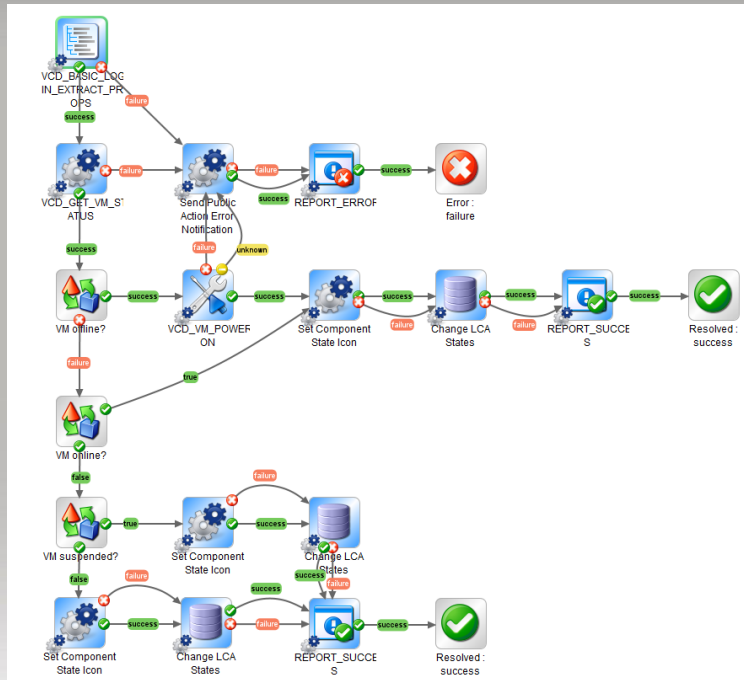 VCD_BASIC_LOG
IN_EXTRACT_PR
OPS
failure
success
failure
failure
success
success
VCD_GET_VM_ST
ATUS
Send Public
Action Error
Notification
REPORT_ERROR
Error :
failure
success
failure
unknown
success
success
success
failure
success
failure
success
VM online?
VCD_VM_POWER
ON
Set Component
State Icon
Change LCA
States
REPORT_SUCCE
S
Resolved :
success
failure
true
VM online?
false
failure
true
success
VM suspended?
Set Component
State Icon
Change LCA
States
false
failure
success
success
failure
success
failure
success
Set Component
State Icon
Change LCA
States
REPORT_SUCCE
S
Resolved :
success